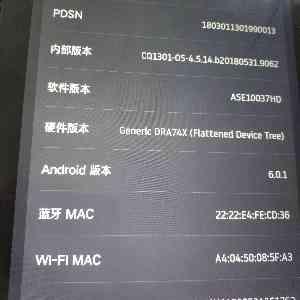 PDSN 1803011301990013
内部版本 CQ1301-OS-4.5.14.b20180531.9062
软件版本 ASE10037HD
硬件版本 Generic DRA74X (Flattened Device Tree)
Android 版本 6.0.1
蓝牙 MAC 22:22:E4:FE:CD:36
WI-FI MAC A4:04:50:08:5F:A3